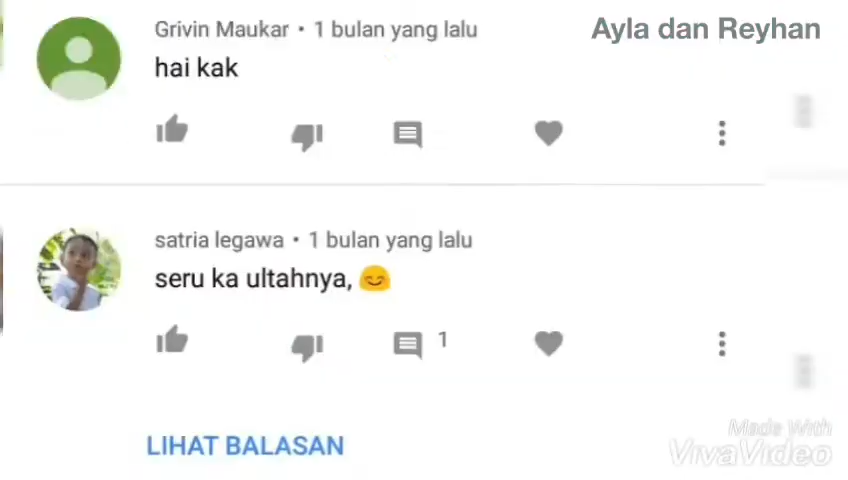 Ayla dan Reyhan
Grivin Maukar • 1 bulan yang lalu
hai kak
satria legawa • 1 bulan yang lalu
seru ka ultahnya, 😊
1
LIHAT BALASAN
Made With
VivaVideo